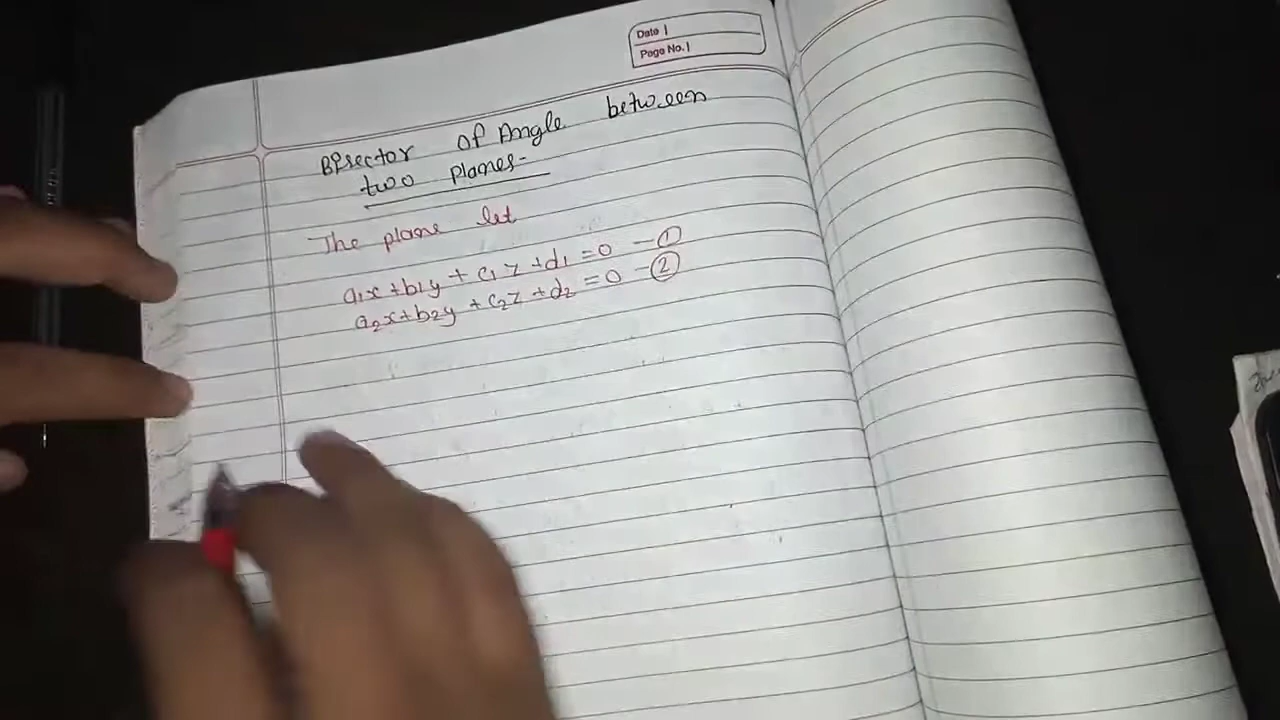 Date
Page No.
Bisector of Angle between
two planes-
The plane let
a₁x+b₁y + c₁z +d₁ =0 - ①
a₂x+b₂y + c₂z +d₂ =0 - ②